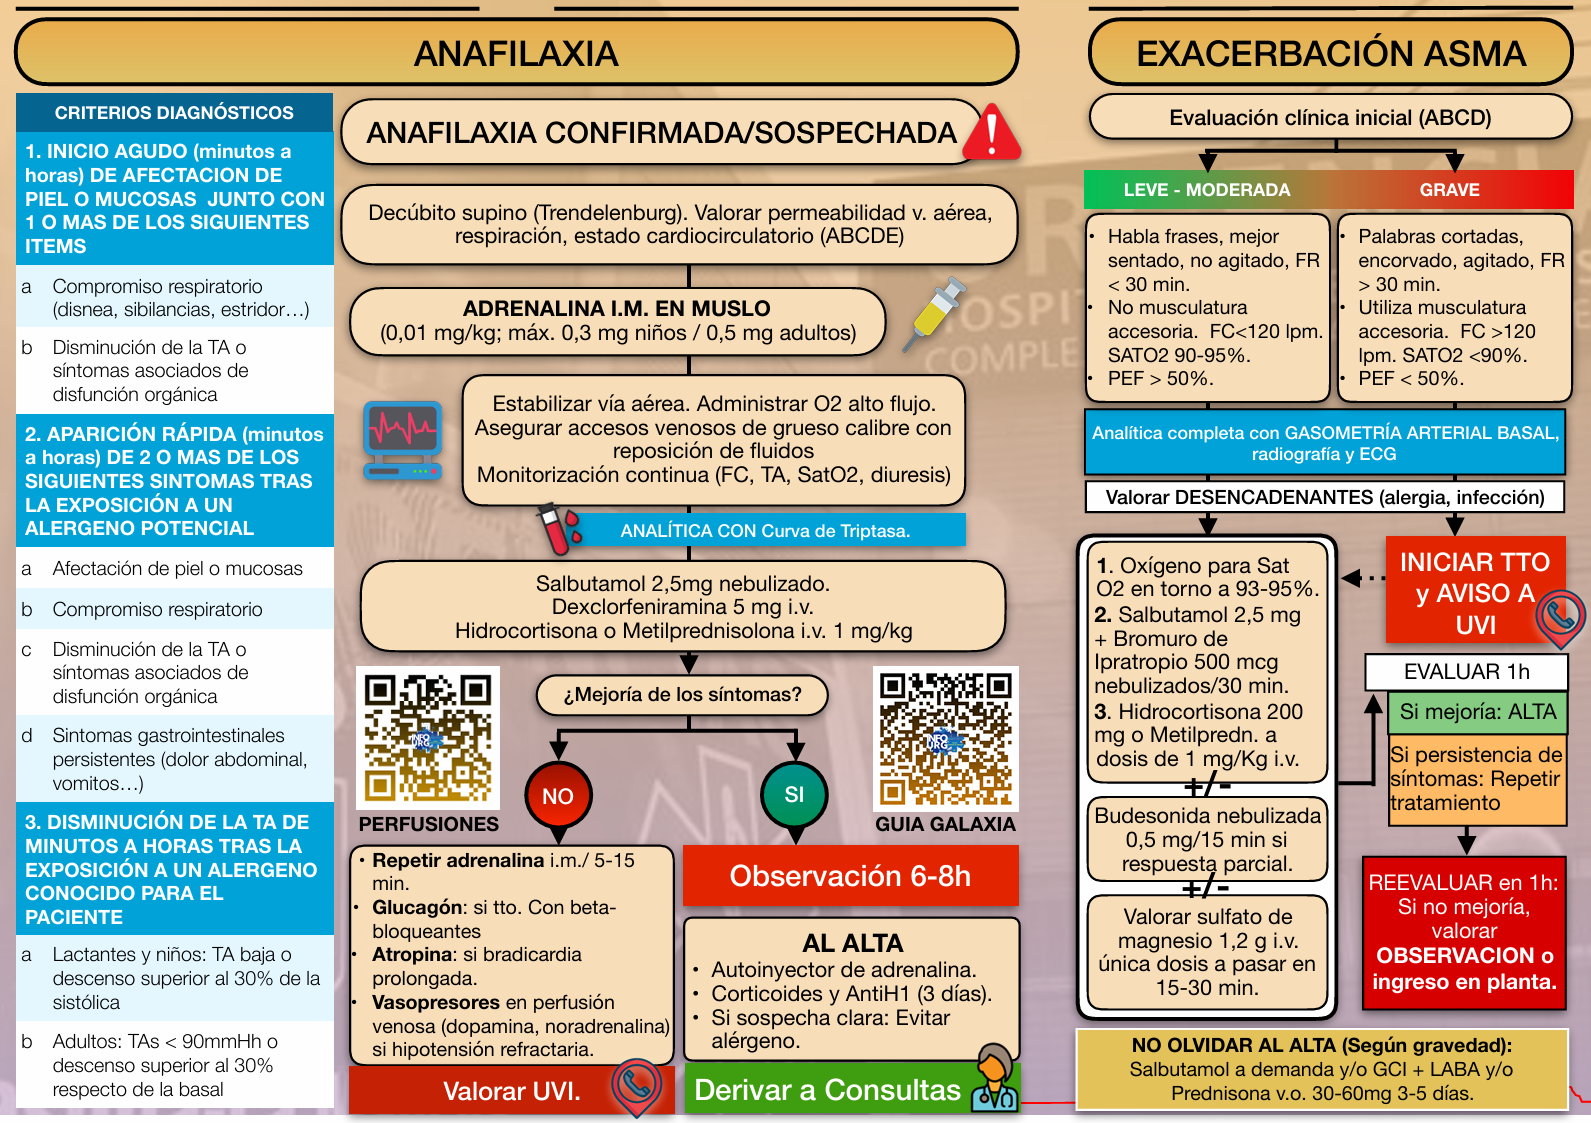 ANAFILAXIA
CRITERIOS DIAGNÓSTICOS
1. INICIO AGUDO (minutos a
horas) DE AFECTACION DE
PIEL O MUCOSAS JUNTO CON
1 O MAS DE LOS SIGUIENTES
ITEMS
a Compromiso respiratorio
(disnea, sibilancias, estridor…)
b Disminución de la TA o
síntomas asociados de
disfunción orgánica
2. APARICIÓN RÁPIDA (minutos
a horas) DE 2 O MAS DE LOS
SIGUIENTES SINTOMAS TRAS
LA EXPOSICIÓN A UN
ALERGENO POTENCIAL
a Afectación de piel o mucosas
b Compromiso respiratorio
c Disminución de la TA o
síntomas asociados de
disfunción orgánica
d Sintomas gastrointestinales
persistentes (dolor abdominal,
vomitos…)
3. DISMINUCIÓN DE LA TA DE
MINUTOS A HORAS TRAS LA
EXPOSICIÓN A UN ALERGENO
CONOCIDO PARA EL
PACIENTE
a Lactantes y niños: TA baja o
descenso superior al 30% de la
sistólica
b Adultos: TAs < 90mmHh o
descenso superior al 30%
respecto de la basal
ANAFILAXIA CONFIRMADA/SOSPECHADA
Decúbito supino (Trendelenburg). Valorar permeabilidad v. aérea,
respiración, estado cardiocirculatorio (ABCDE)
ADRENALINA I.M. EN MUSLO
(0,01 mg/kg; máx. 0,3 mg niños / 0,5 mg adultos)
Estabilizar vía aérea. Administrar O2 alto flujo.
Asegurar accesos venosos de grueso calibre con
reposición de fluidos
Monitorización continua (FC, TA, SatO2, diuresis)
ANALÍTICA CON Curva de Triptasa.
Salbutamol 2,5mg nebulizado.
Dexclorfeniramina 5 mg i.v.
Hidrocortisona o Metilprednisolona i.v. 1 mg/kg
¿Mejoría de los síntomas?
INFO
URG
PERFUSIONES
NO
SI
INFO
URG
GUIA GALAXIA
• Repetir adrenalina i.m./ 5-15
min.
• Glucagón: si tto. Con beta-
bloqueantes
• Atropina: si bradicardia
prolongada.
• Vasopresores en perfusión
venosa (dopamina, noradrenalina)
si hipotensión refractaria.
Valorar UVI.
Observación 6-8h
AL ALTA
• Autoinyector de adrenalina.
• Corticoides y AntiH1 (3 días).
• Si sospecha clara: Evitar
alérgeno.
Derivar a Consultas
EXACERBACIÓN ASMA
Evaluación clínica inicial (ABCD)
LEVE - MODERADA
GRAVE
• Habla frases, mejor
sentado, no agitado, FR
< 30 min.
• No musculatura
accesoria. FC<120 lpm.
SATO2 90-95%.
• PEF > 50%.
• Palabras cortadas,
encorvado, agitado, FR
> 30 min.
• Utiliza musculatura
accesoria. FC >120
lpm. SATO2 <90%.
• PEF < 50%.
Analítica completa con GASOMETRÍA ARTERIAL BASAL,
radiografía y ECG
Valorar DESENCADENANTES (alergia, infección)
1. Oxígeno para Sat
O2 en torno a 93-95%.
2. Salbutamol 2,5 mg
+ Bromuro de
Ipratropio 500 mcg
nebulizados/30 min.
3. Hidrocortisona 200
mg o Metilpredn. a
dosis de 1 mg/Kg i.v.
+/-
Budesonida nebulizada
0,5 mg/15 min si
respuesta parcial.
+/-
Valorar sulfato de
magnesio 1,2 g i.v.
única dosis a pasar en
15-30 min.
INICIAR TTO
y AVISO A
UVI
EVALUAR 1h
Si mejoría: ALTA
Si persistencia de
síntomas: Repetir
tratamiento
REEVALUAR en 1h:
Si no mejoría,
valorar
OBSERVACION o
ingreso en planta.
NO OLVIDAR AL ALTA (Según gravedad):
Salbutamol a demanda y/o GCI + LABA y/o
Prednisona v.o. 30-60mg 3-5 días.
HOSPIT
COMPLE